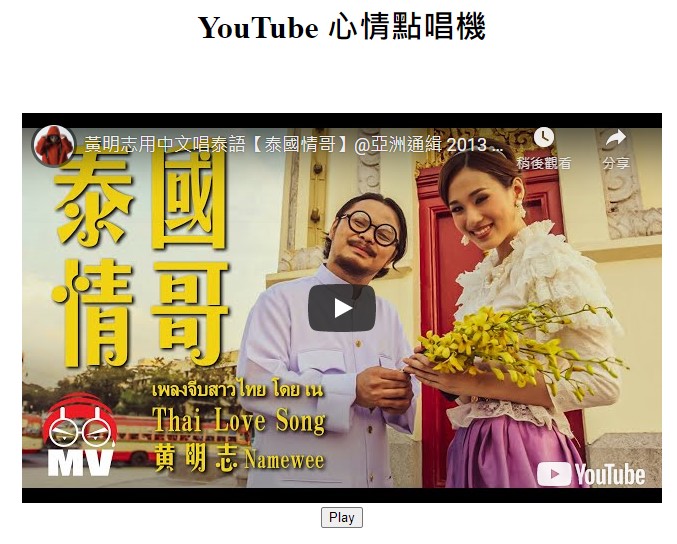 YouTube 心情點唱機
黃明志用中文唱泰語【泰國情哥】@亞洲通緝 2013 ...
稍後觀看
分享
泰國
情哥
เพลงจีบสาวไทย โดย เน
Thai Love Song
黃明志 Namewee
MV
YouTube
Play